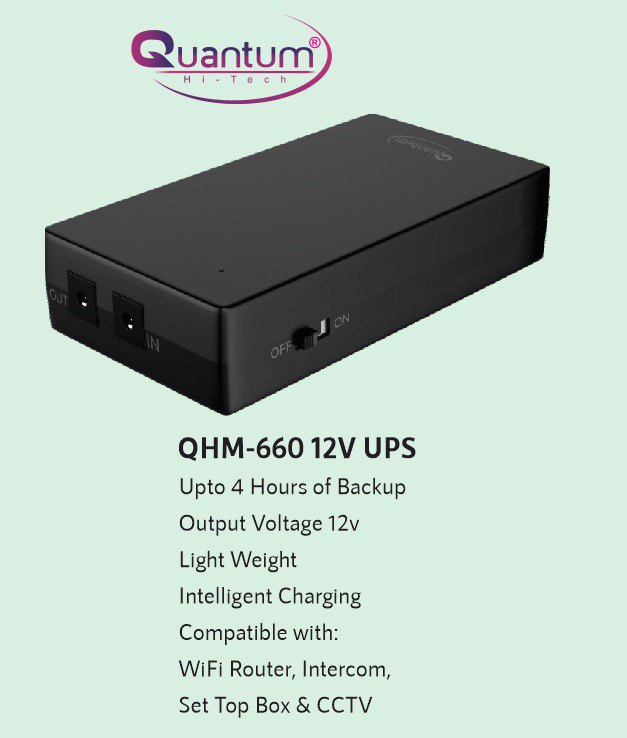 Quantum®
Hi-Tech
Quantum
OUT
IN
OFF
ON
QHM-660 12V UPS
Upto 4 Hours of Backup
Output Voltage 12v
Light Weight
Intelligent Charging
Compatible with:
WiFi Router, Intercom,
Set Top Box & CCTV